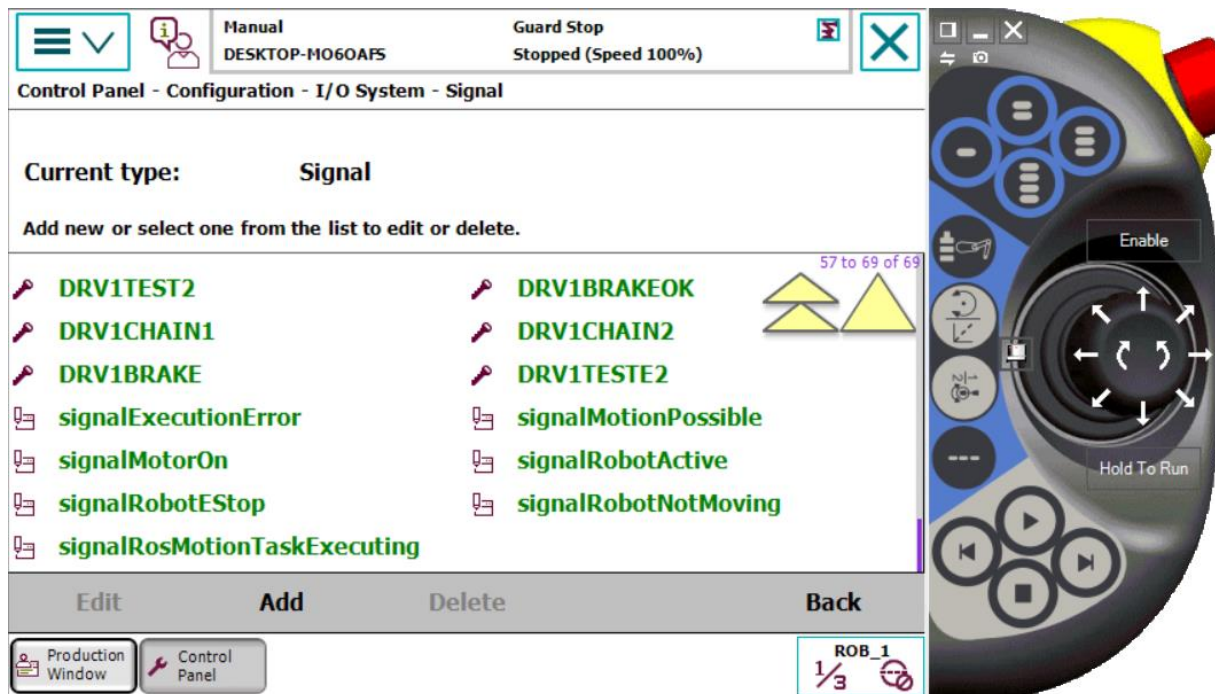 Manual
DESKTOP-MO6OAF5
Guard Stop
Stopped (Speed 100%)
Control Panel - Configuration - I/O System - Signal
Current type: Signal
Add new or select one from the list to edit or delete.
57 to 69 of 69
DRV1TEST2 DRV1BRAKEOK
DRV1CHAIN1 DRV1CHAIN2
DRV1BRAKE DRV1TESTE2
signalExecutionError signalMotionPossible
signalMotorOn signalRobotActive
signalRobotEStop signalRobotNotMoving
signalRosMotionTaskExecuting
Edit Add Delete Back
Production
Window
Control
Panel
ROB_1
1/3
Enable
Hold To Run